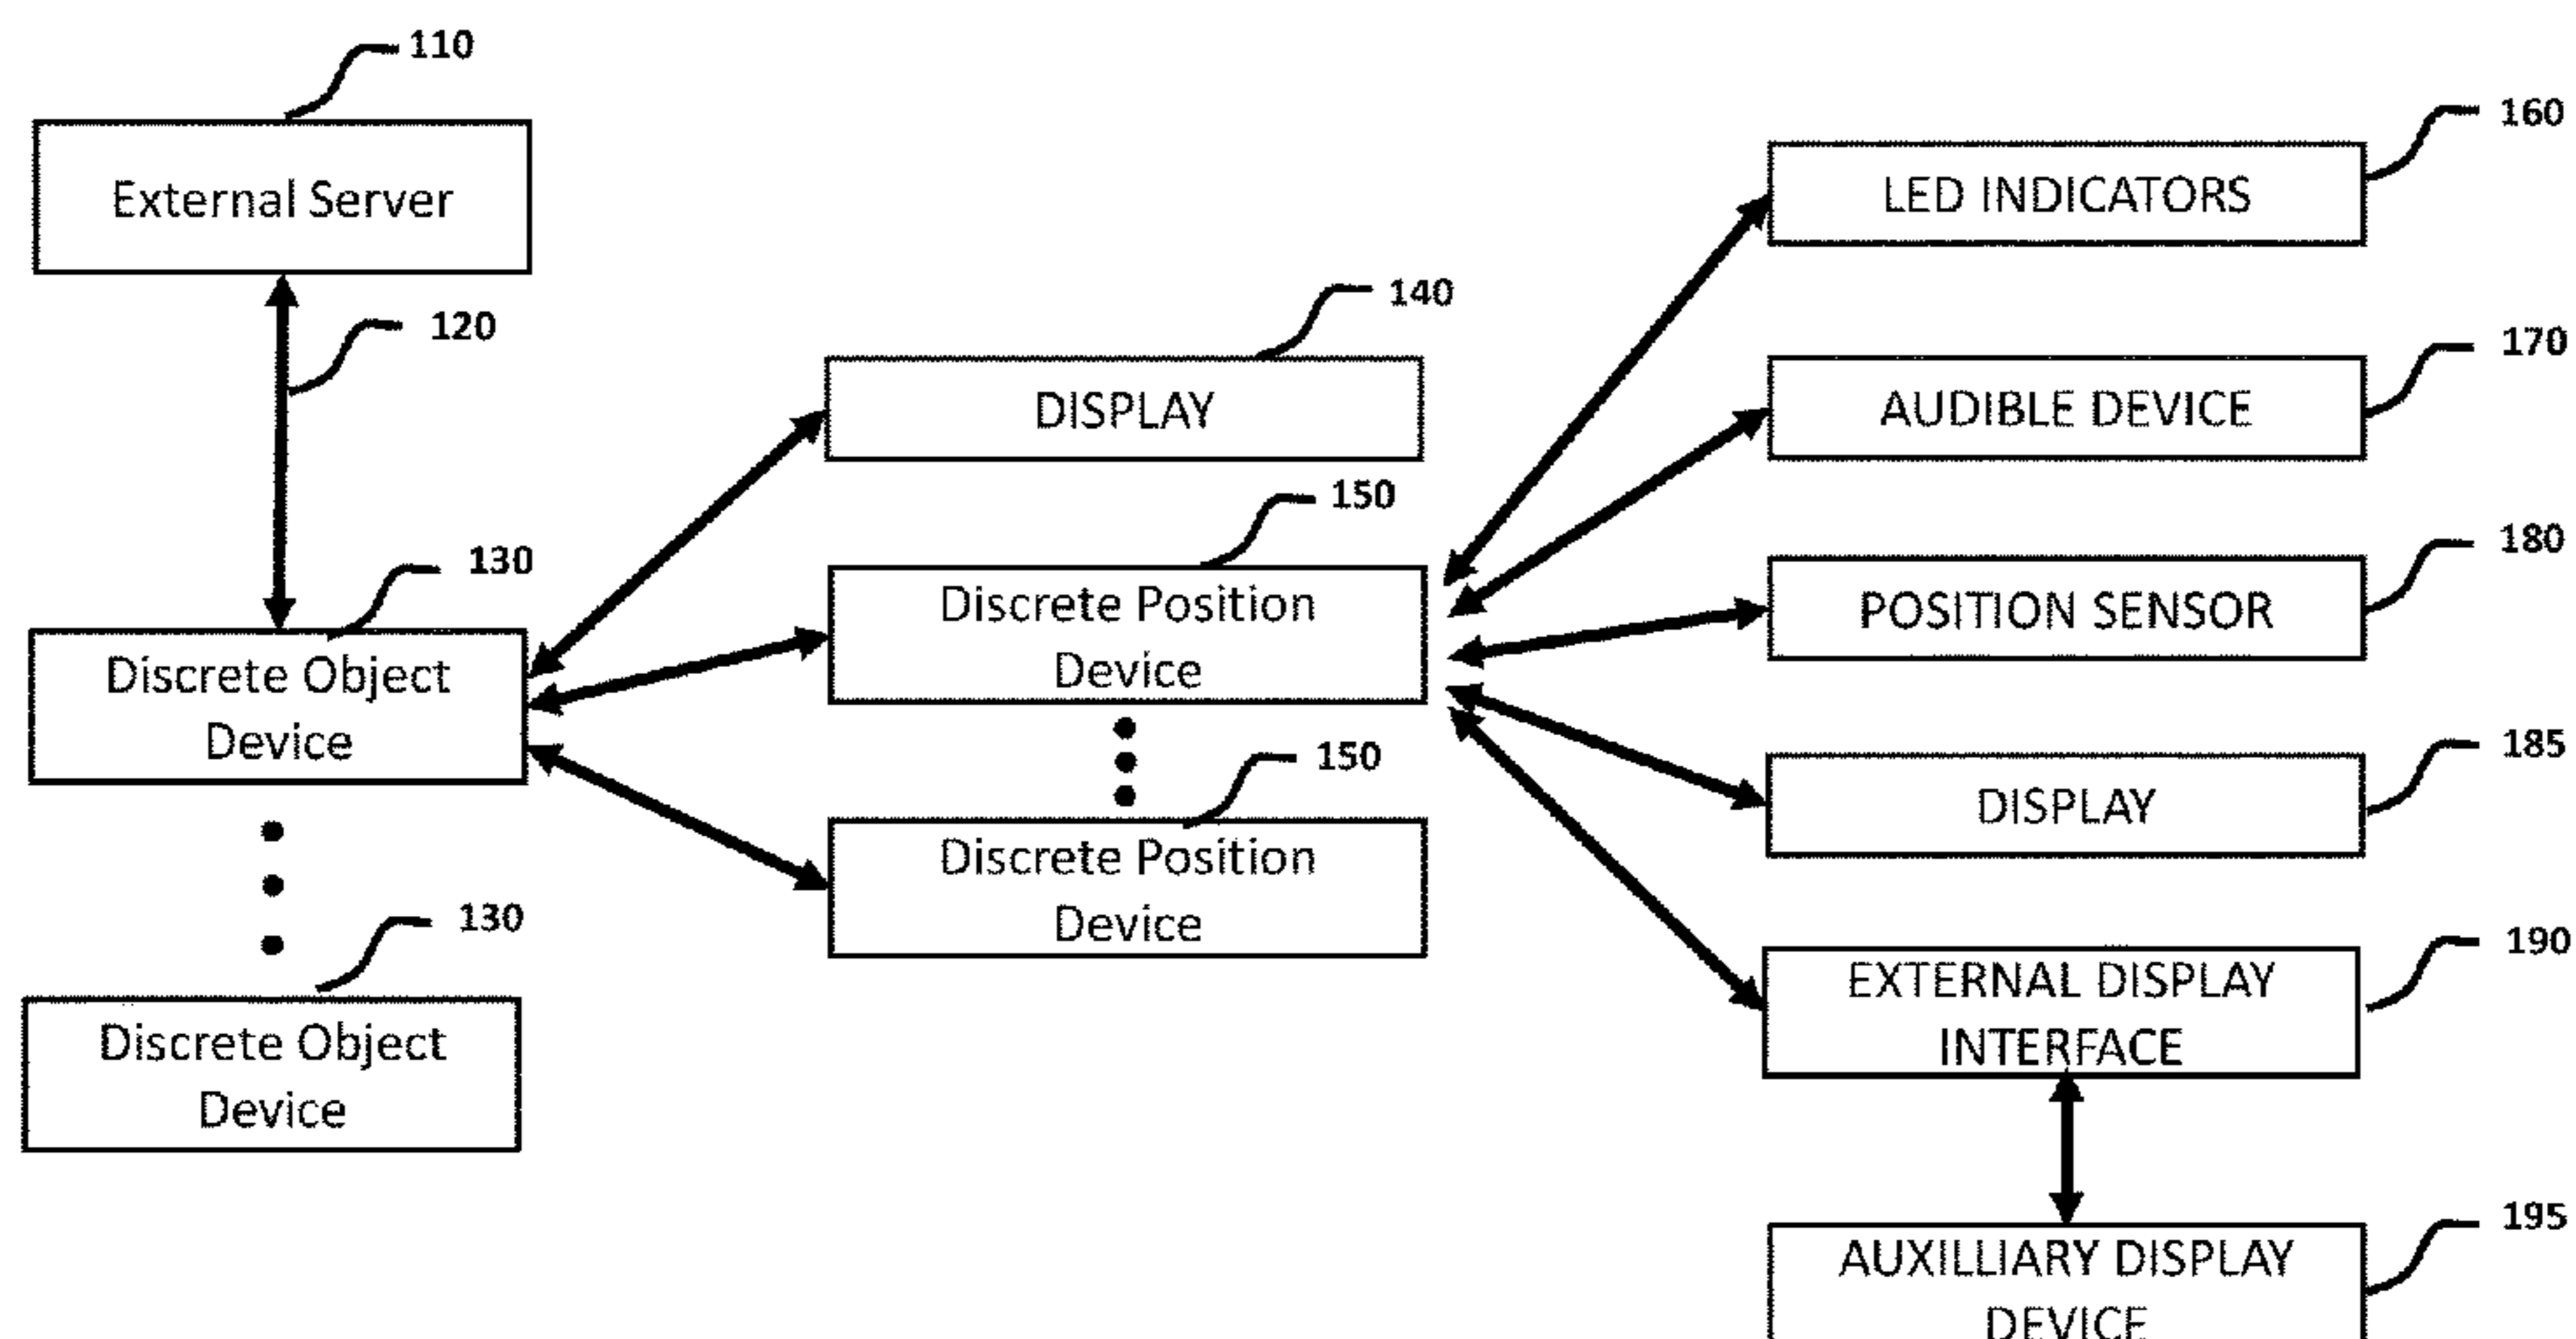 110
External Server
120
130
Discrete Object
Device
130
Discrete Object
Device
140
DISPLAY
150
Discrete Position
Device
150
Discrete Position
Device
160
LED INDICATORS
170
AUDIBLE DEVICE
180
POSITION SENSOR
185
DISPLAY
190
EXTERNAL DISPLAY
INTERFACE
195
AUXILLIARY DISPLAY
DEVICE